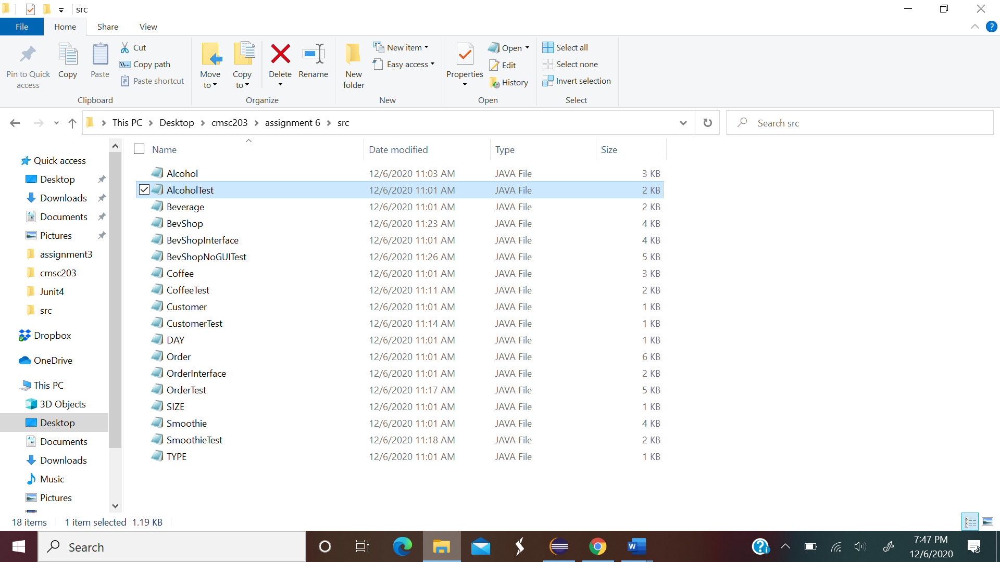 src
File Home Share View
Pin to Quick access
Copy
Paste
Cut
Copy path
Paste shortcut
Clipboard
Move to
Copy to
Delete
Rename
Organize
New folder
New item
Easy access
New
Properties
Open
Edit
History
Open
Select all
Select none
Invert selection
Select
This PC > Desktop > cmsc203 > assignment 6 > src
Search src
Quick access
Desktop
Downloads
Documents
Pictures
assignment3
cmsc203
Junit4
src
Dropbox
OneDrive
This PC
3D Objects
Desktop
Documents
Downloads
Music
Pictures
Name Date modified Type Size
Alcohol 12/6/2020 11:03 AM JAVA File 3 KB
AlcoholTest 12/6/2020 11:01 AM JAVA File 2 KB
Beverage 12/6/2020 11:01 AM JAVA File 2 KB
BevShop 12/6/2020 11:23 AM JAVA File 4 KB
BevShopInterface 12/6/2020 11:01 AM JAVA File 4 KB
BevShopNoGUITest 12/6/2020 11:26 AM JAVA File 5 KB
Coffee 12/6/2020 11:01 AM JAVA File 3 KB
CoffeeTest 12/6/2020 11:11 AM JAVA File 2 KB
Customer 12/6/2020 11:01 AM JAVA File 1 KB
CustomerTest 12/6/2020 11:14 AM JAVA File 1 KB
DAY 12/6/2020 11:01 AM JAVA File 1 KB
Order 12/6/2020 11:01 AM JAVA File 6 KB
OrderInterface 12/6/2020 11:01 AM JAVA File 2 KB
OrderTest 12/6/2020 11:17 AM JAVA File 5 KB
SIZE 12/6/2020 11:01 AM JAVA File 1 KB
Smoothie 12/6/2020 11:01 AM JAVA File 4 KB
SmoothieTest 12/6/2020 11:18 AM JAVA File 2 KB
TYPE 12/6/2020 11:01 AM JAVA File 1 KB
18 items 1 item selected 1.19 KB
Search
7:47 PM
12/6/2020